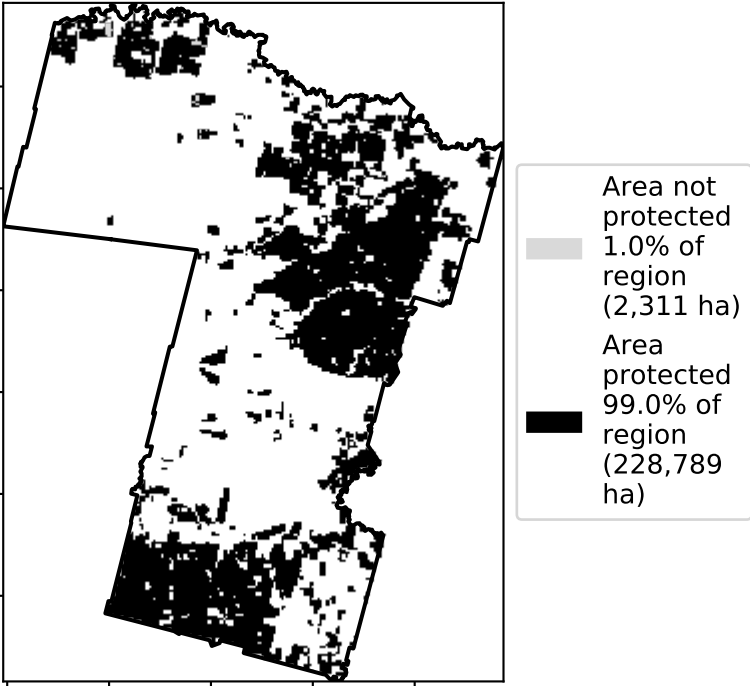 Area not
protected
1.0% of
region
(2,311 ha)
Area
protected
99.0% of
region
(228,789
ha)